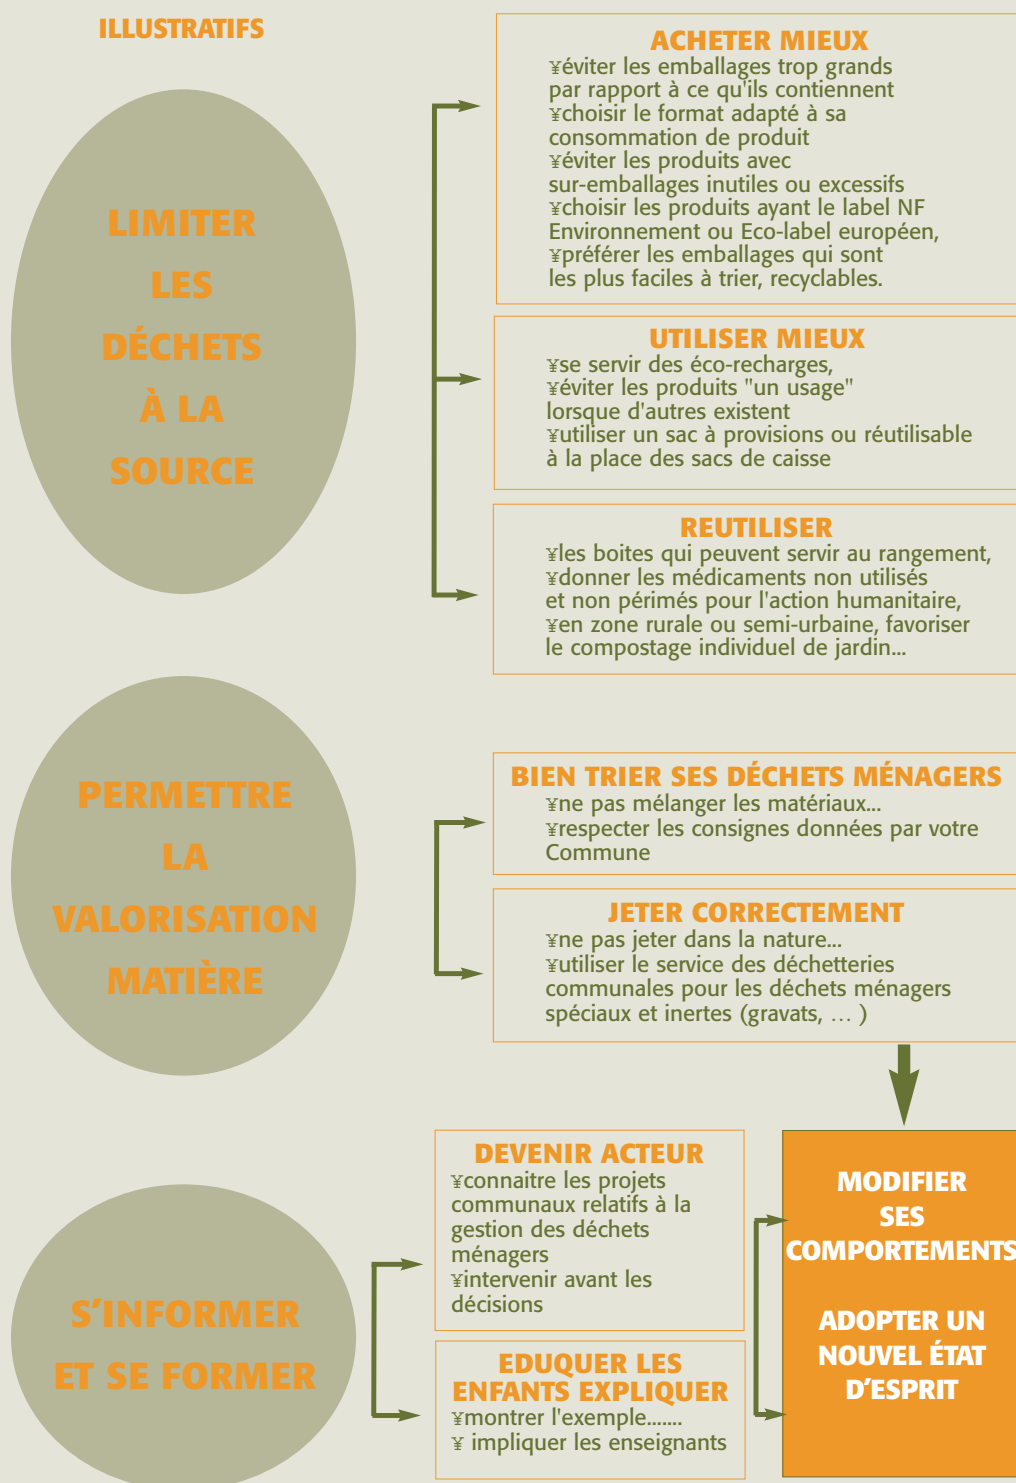 ILLUSTRATIFS
LIMITER
LES
DÉCHETS
À LA
SOURCE
ACHETER MIEUX
¥éviter les emballages trop grands
par rapport à ce qu'ils contiennent
¥choisir le format adapté à sa
consommation de produit
¥éviter les produits avec
sur-emballages inutiles ou excessifs
¥choisir les produits ayant le label NF
Environnement ou Eco-label européen,
¥préférer les emballages qui sont
les plus faciles à trier, recyclables.
UTILISER MIEUX
¥se servir des éco-recharges,
¥éviter les produits "un usage"
lorsque d'autres existent
¥utiliser un sac à provisions ou réutilisable
à la place des sacs de caisse
REUTILISER
¥les boites qui peuvent servir au rangement,
¥donner les médicaments non utilisés
et non périmés pour l'action humanitaire,
¥en zone rurale ou semi-urbaine, favoriser
le compostage individuel de jardin...
PERMETTRE
LA
VALORISATION
MATIÈRE
BIEN TRIER SES DÉCHETS MÉNAGERS
¥ne pas mélanger les matériaux...
¥respecter les consignes données par votre
Commune
JETER CORRECTEMENT
¥ne pas jeter dans la nature...
¥utiliser le service des déchetteries
communales pour les déchets ménagers
spéciaux et inertes (gravats, … )
S'INFORMER
ET SE FORMER
DEVENIR ACTEUR
¥connaitre les projets
communaux relatifs à la
gestion des déchets
ménagers
¥intervenir avant les
décisions
EDUQUER LES
ENFANTS EXPLIQUER
¥montrer l'exemple.......
¥ impliquer les enseignants
MODIFIER
SES
COMPORTEMENTS
ADOPTER UN
NOUVEL ÉTAT
D'ESPRIT